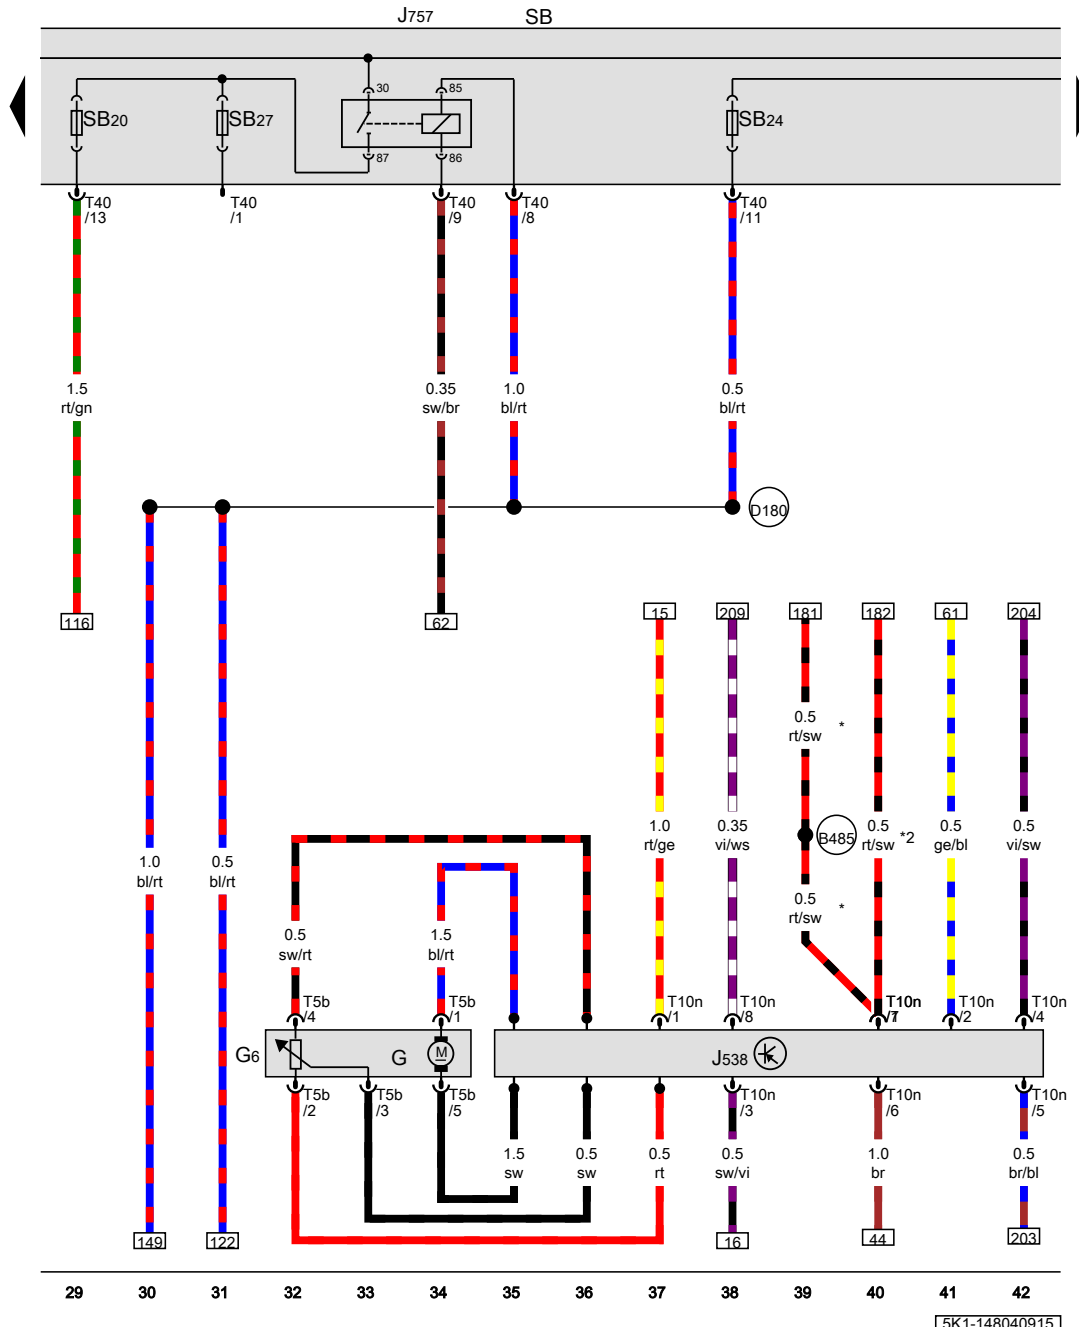 J757
SB
30
85
SB20
SB27
SB24
87
86
T40
/13
T40
/1
T40
/9
T40
/8
T40
/11
1.5
rt/gn
0.35
sw/br
1.0
bl/rt
0.5
bl/rt
D180
116
62
15
209
181
182
61
204
0.5
rt/sw
*
1.0
rt/ge
0.35
vi/ws
B485
0.5
rt/sw
*2
0.5
ge/bl
0.5
vi/sw
1.0
bl/rt
0.5
bl/rt
0.5
rt/sw
*
0.5
sw/rt
1.5
bl/rt
T5b
/4
T5b
/1
T10n
/1
T10n
/8
T10n
T10n
/2
T10n
/4
G6
G
M
J538
T5b
/2
T5b
/3
T5b
/5
T10n
/3
T10n
/6
T10n
/5
1.5
sw
0.5
sw
0.5
rt
0.5
sw/vi
1.0
br
0.5
br/bl
149
122
16
44
203
29 30 31 32 33 34 35 36 37 38 39 40 41 42
5K1-148040915